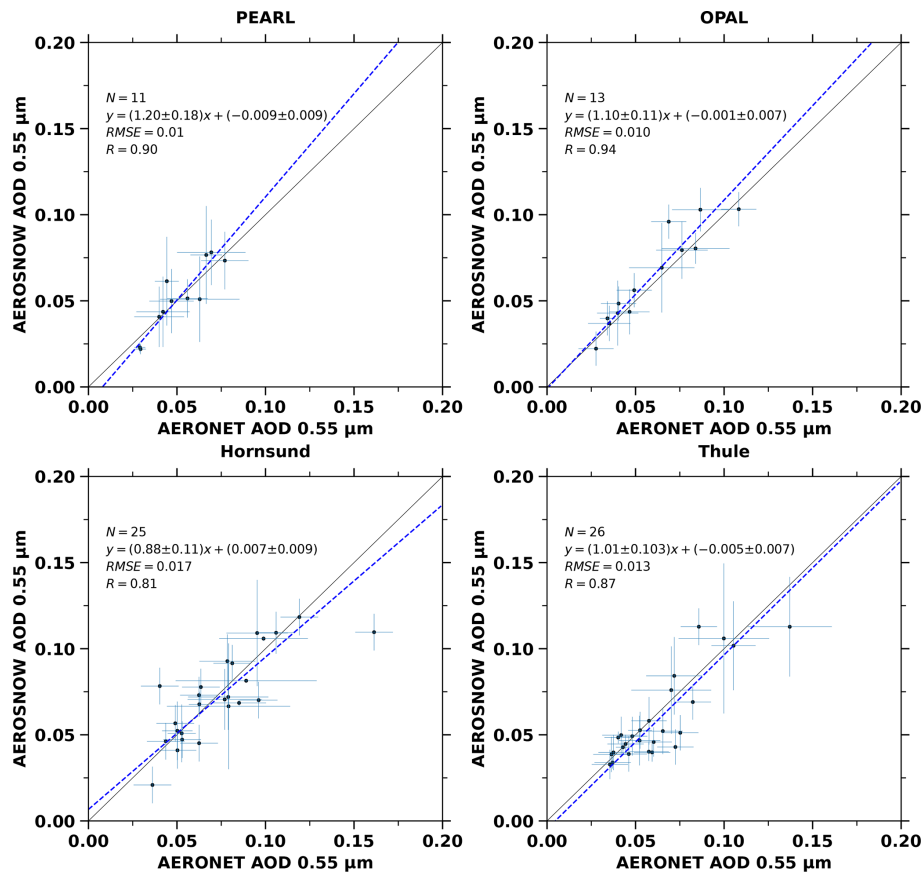 PEARL
0.20
0.15
0.10
0.05
0.00
AEROSNOW AOD 0.55 µm
N = 11
y = (1.20±0.18)x + (−0.009±0.009)
RMSE = 0.01
R = 0.90
0.00 0.05 0.10 0.15 0.20
AERONET AOD 0.55 µm
OPAL
0.20
0.15
0.10
0.05
0.00
AEROSNOW AOD 0.55 µm
N = 13
y = (1.10±0.11)x + (−0.001±0.007)
RMSE = 0.010
R = 0.94
0.00 0.05 0.10 0.15 0.20
AERONET AOD 0.55 µm
Hornsund
0.20
0.15
0.10
0.05
0.00
AEROSNOW AOD 0.55 µm
N = 25
y = (0.88±0.11)x + (0.007±0.009)
RMSE = 0.017
R = 0.81
0.00 0.05 0.10 0.15 0.20
AERONET AOD 0.55 µm
Thule
0.20
0.15
0.10
0.05
0.00
AEROSNOW AOD 0.55 µm
N = 26
y = (1.01±0.103)x + (−0.005±0.007)
RMSE = 0.013
R = 0.87
0.00 0.05 0.10 0.15 0.20
AERONET AOD 0.55 µm